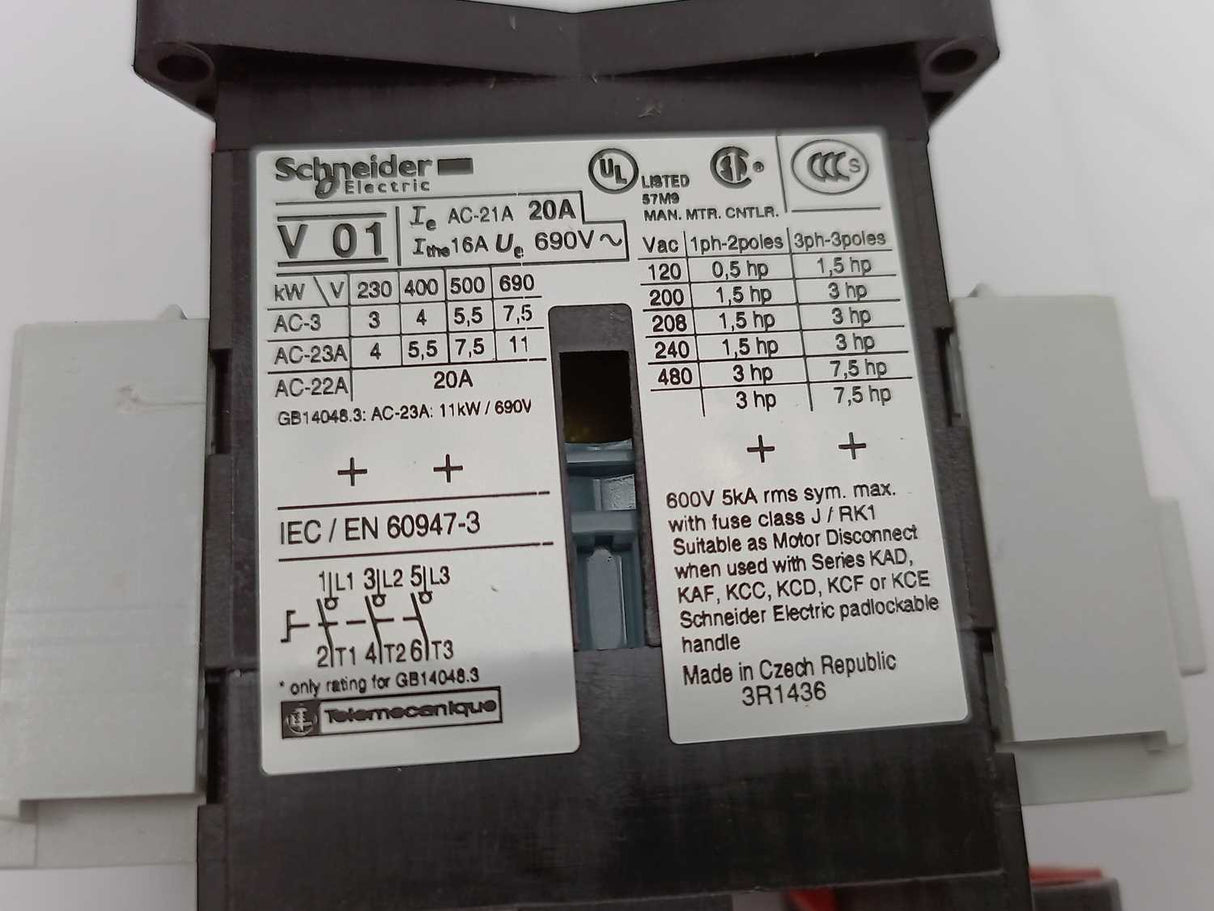 Schneider
Electric
V 01
Ie AC-21A 20A
Ithe 16A Ue 690V~
kW \ V 230 400 500 690
AC-3 3 4 5,5 7,5
AC-23A 4 5,5 7,5 11
AC-22A 20A
GB14048.3: AC-23A: 11kW / 690V
+ +
IEC / EN 60947-3
1 L1 3 L2 5 L3
2 T1 4 T2 6 T3
* only rating for GB14048.3
Telemecanique
UL LISTED
57M9
MAN. MTR. CNTLR.
CCC S
Vac 1ph-2poles 3ph-3poles
120 0,5 hp 1,5 hp
200 1,5 hp 3 hp
208 1,5 hp 3 hp
240 1,5 hp 3 hp
480 3 hp 7,5 hp
3 hp 7,5 hp
+ +
600V 5kA rms sym. max.
with fuse class J / RK1
Suitable as Motor Disconnect
when used with Series KAD,
KAF, KCC, KCD, KCF or KCE
Schneider Electric padlockable
handle
Made in Czech Republic
3R1436